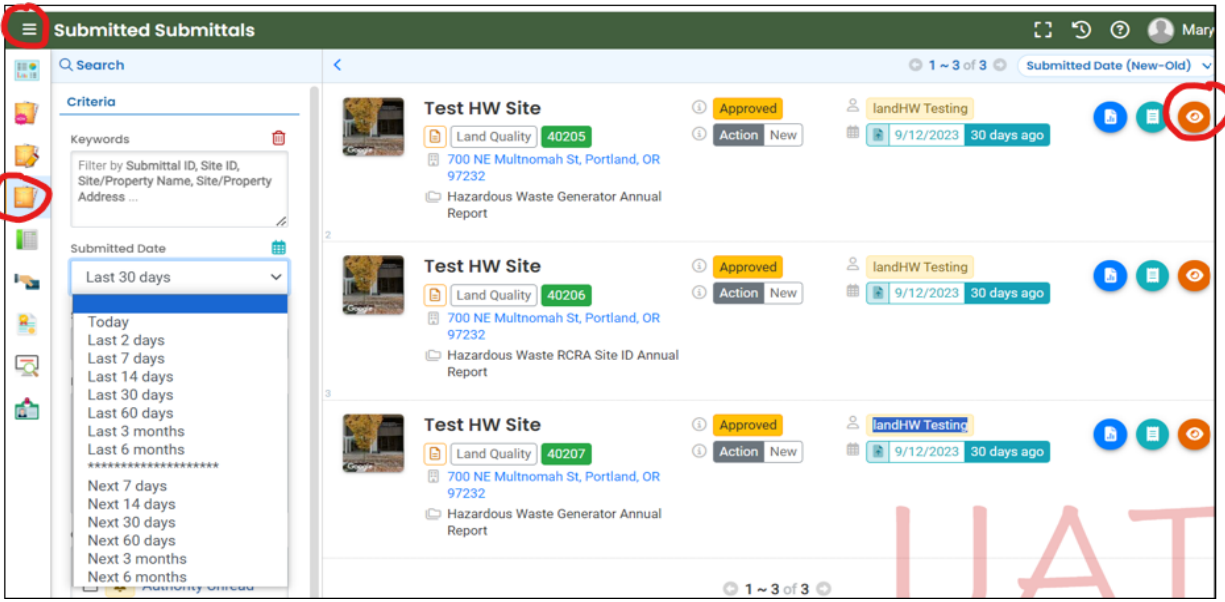 Submitted Submittals
Mary
Search
1 ~ 3 of 3
Submitted Date (New-Old)
Criteria
Keywords
Filter by Submittal ID, Site ID,
Site/Property Name, Site/Property
Address ...
Submitted Date
Last 30 days
Today
Last 2 days
Last 7 days
Last 14 days
Last 30 days
Last 60 days
Last 3 months
Last 6 months
********************
Next 7 days
Next 14 days
Next 30 days
Next 60 days
Next 3 months
Next 6 months
Authority Unread
Test HW Site
Land Quality 40205
700 NE Multnomah St, Portland, OR
97232
Hazardous Waste Generator Annual
Report
Approved
Action New
landHW Testing
9/12/2023 30 days ago
Google
2
Test HW Site
Land Quality 40206
700 NE Multnomah St, Portland, OR
97232
Hazardous Waste RCRA Site ID Annual
Report
Approved
Action New
landHW Testing
9/12/2023 30 days ago
Google
3
Test HW Site
Land Quality 40207
700 NE Multnomah St, Portland, OR
97232
Hazardous Waste Generator Annual
Report
Approved
Action New
landHW Testing
9/12/2023 30 days ago
Google
1 ~ 3 of 3
UAT